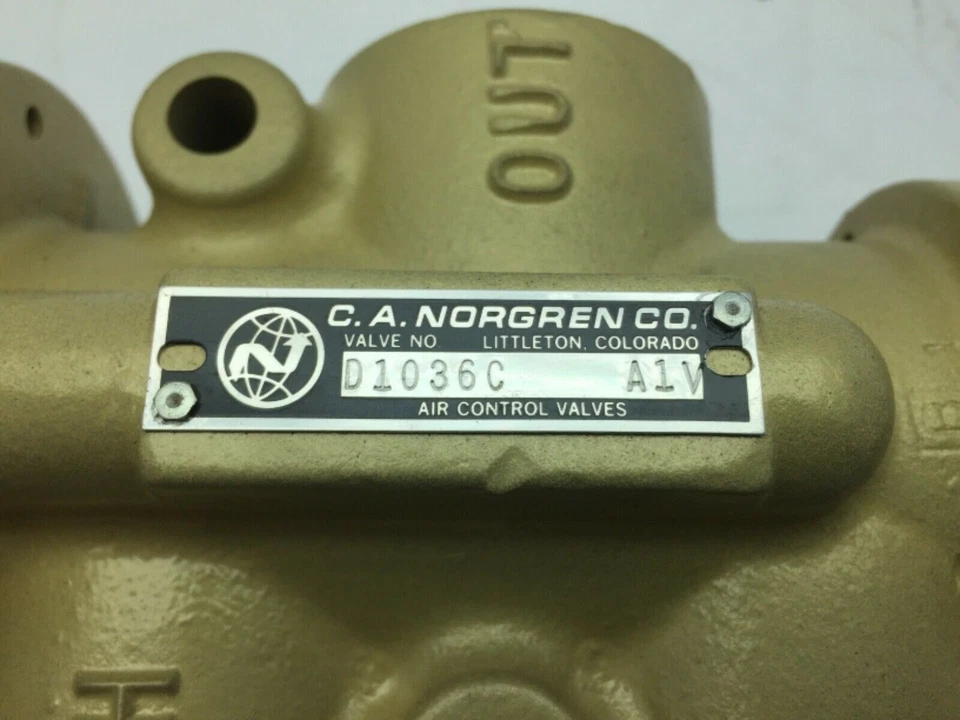 OUT
C. A. NORGREN CO.
VALVE NO LITTLETON, COLORADO
D1036C A1V
AIR CONTROL VALVES